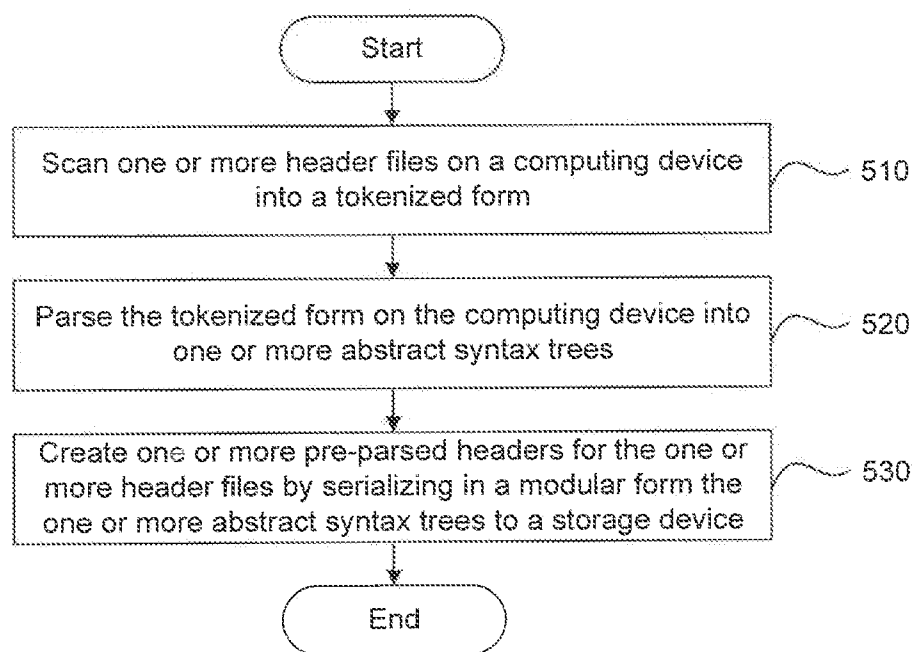 Start
Scan one or more header files on a computing device
into a tokenized form
510
Parse the tokenized form on the computing device into
one or more abstract syntax trees
520
Create one or more pre-parsed headers for the one or
more header files by serializing in a modular form the
one or more abstract syntax trees to a storage device
530
End